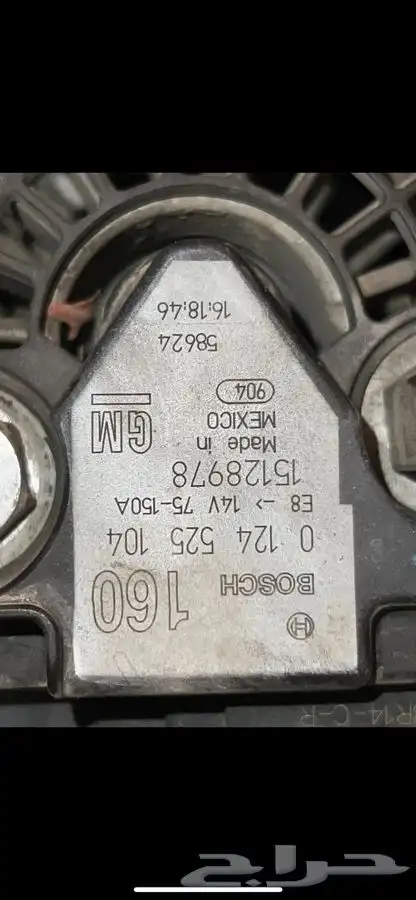 BOSCH 160
0 124 525 104
E8 -> 14V 75-150A
15128978
Made in
MEXICO
GM
904
58624
16:18:46
R14-C-R
حراج